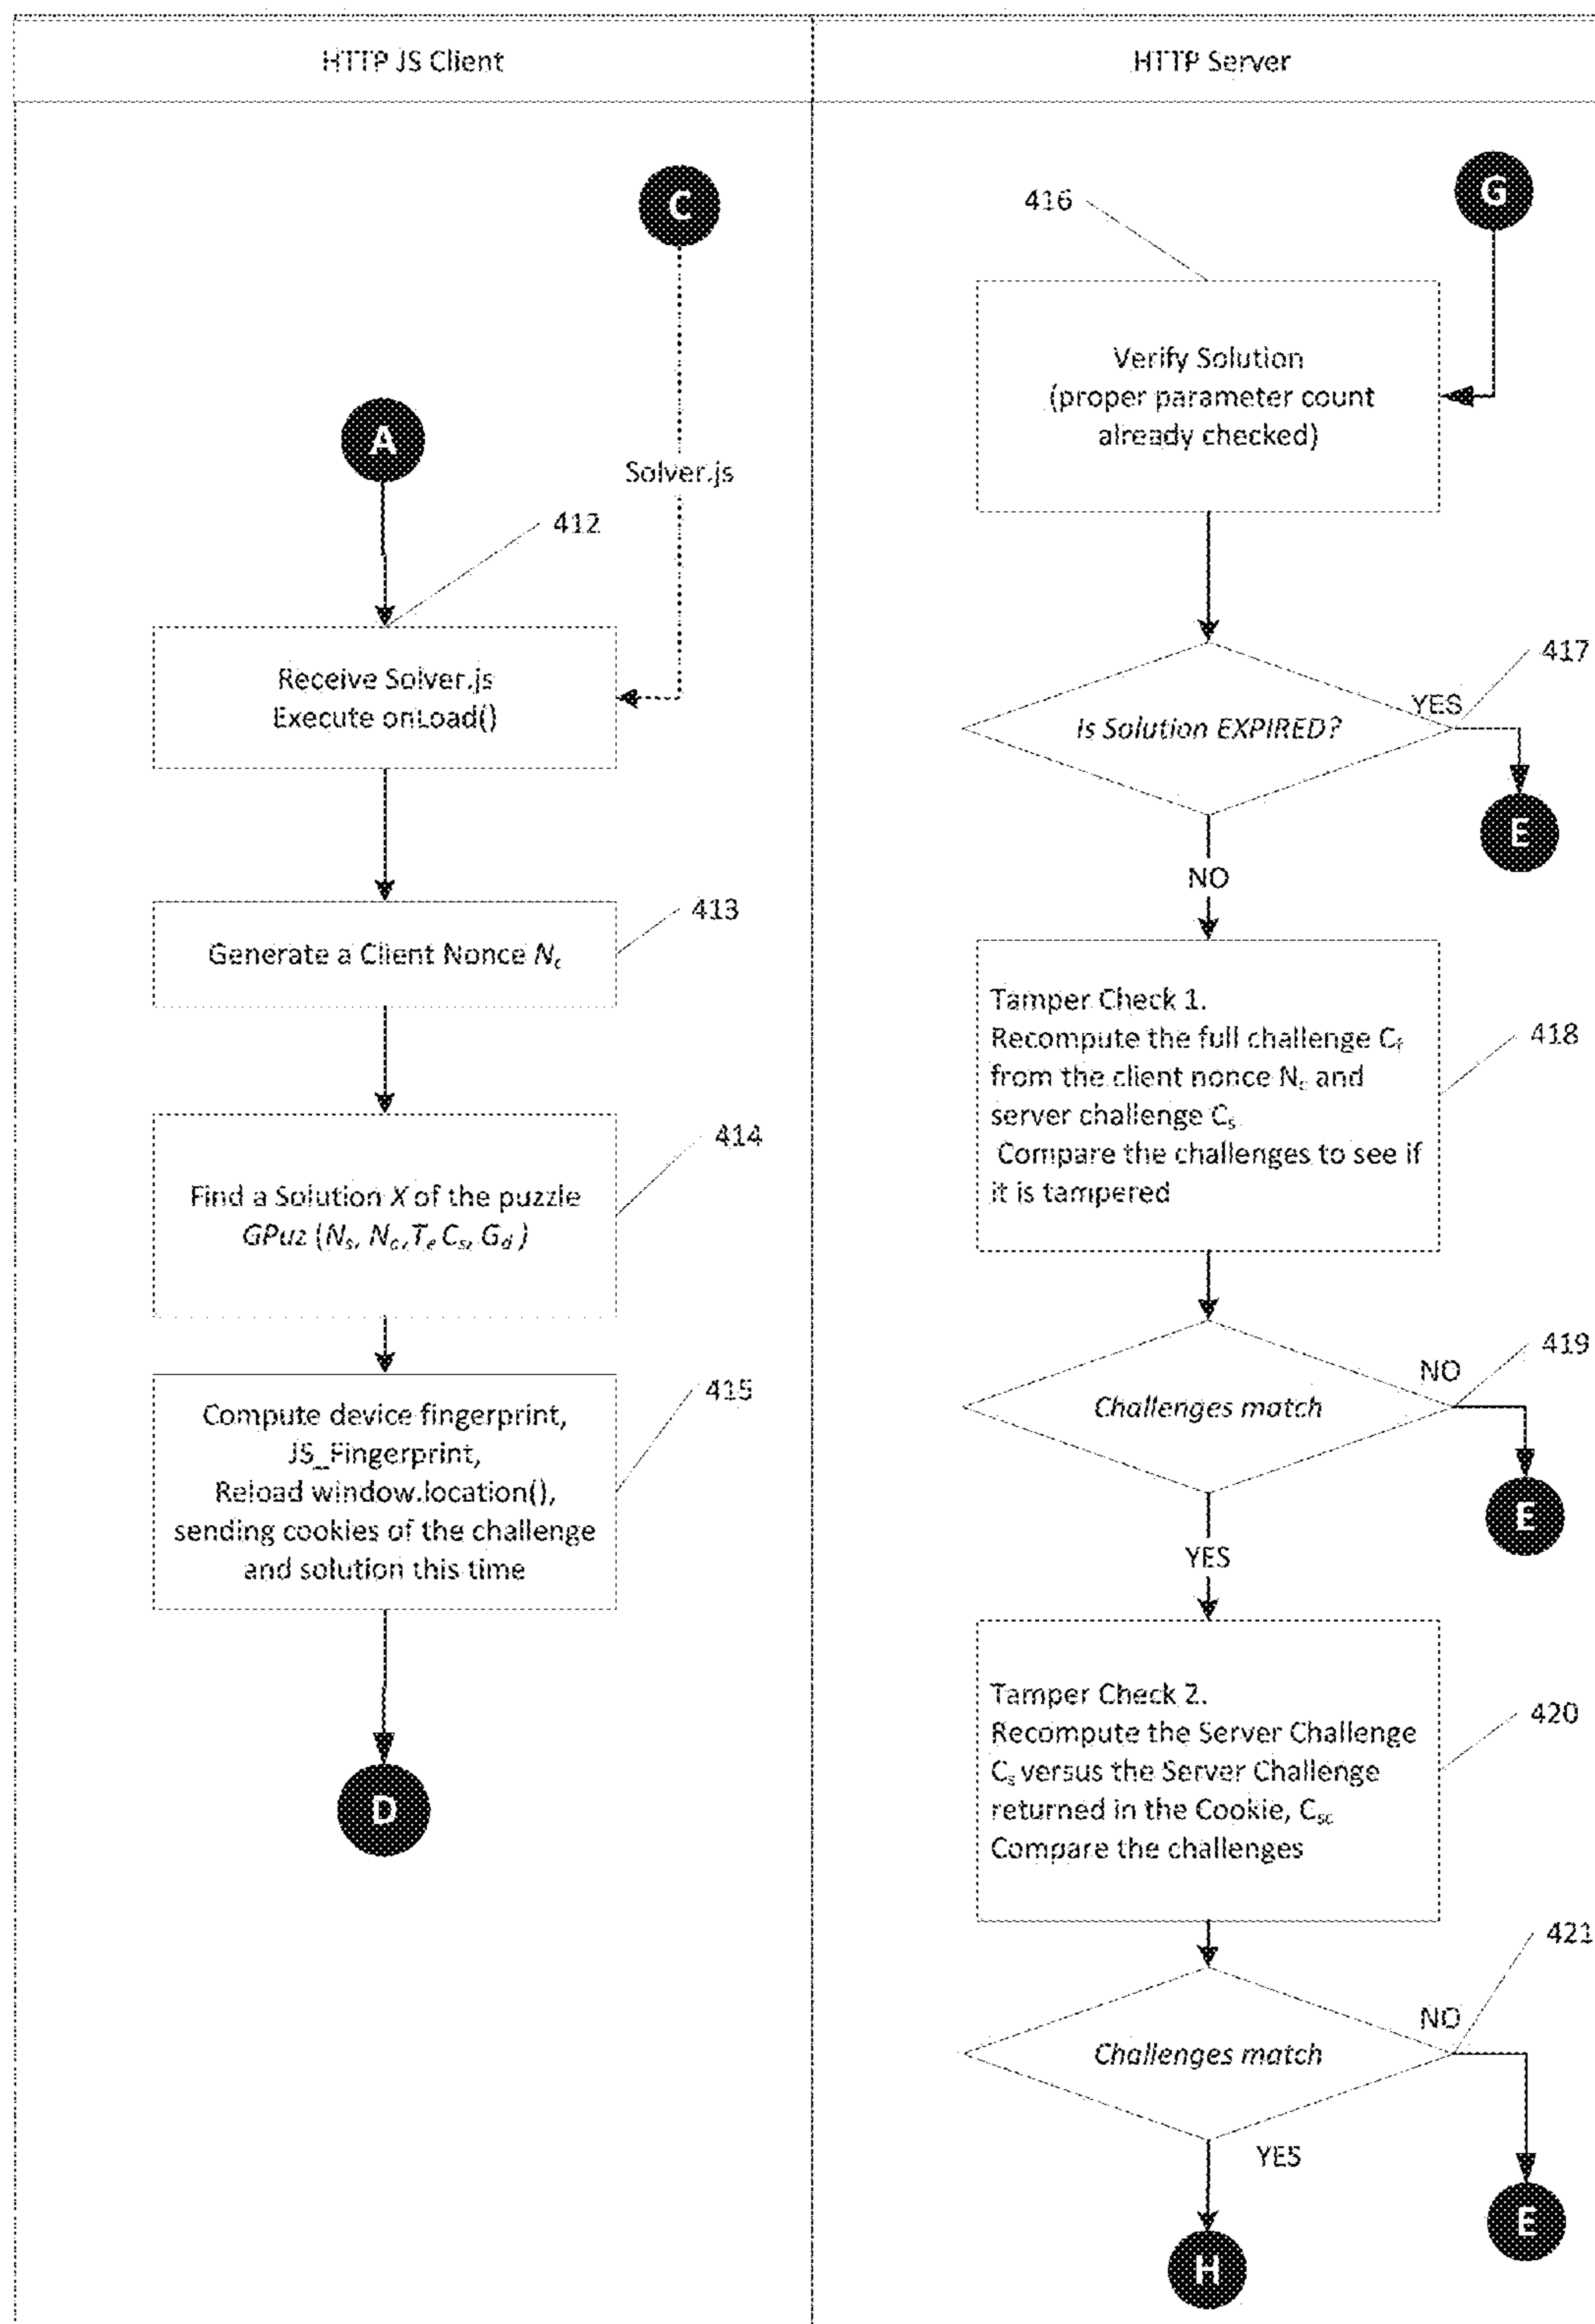 HTTP JS Client
HTTP Server
C
A
Solver.js
412
Receive Solver.js
Execute onLoad()
413
Generate a Client Nonce Nc
414
Find a Solution X of the puzzle
GPuz (Ns, Nc, Te Cs, Gd )
415
Compute device fingerprint,
JS_Fingerprint,
Reload window.location(),
sending cookies of the challenge
and solution this time
D
G
416
Verify Solution
(proper parameter count
already checked)
417
YES
Is Solution EXPIRED?
E
NO
418
Tamper Check 1.
Recompute the full challenge Cf
from the client nonce Nc and
server challenge Cs.
Compare the challenges to see if
it is tampered
419
NO
Challenges match
E
YES
420
Tamper Check 2.
Recompute the Server Challenge
Cs versus the Server Challenge
returned in the Cookie, Csc
Compare the challenges
421
NO
Challenges match
YES
E
H